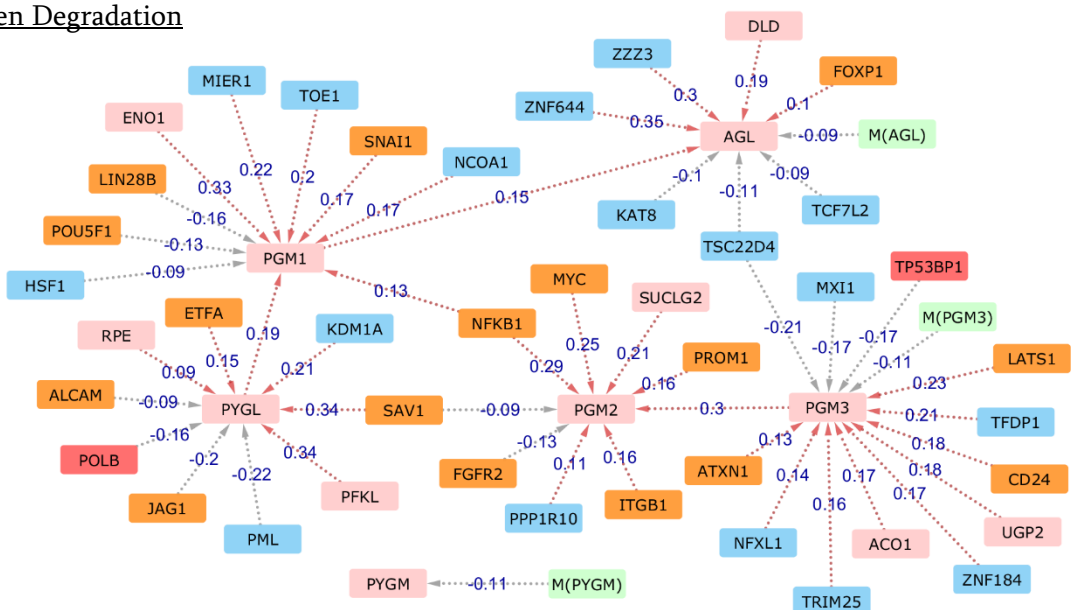 en Degradation
DLD
ZZZ3
FOXP1
MIER1
TOE1
0.19
0.3
0.1
ENO1
ZNF644
0.35
AGL
-0.09
M(AGL)
SNAI1
NCOA1
0.22
0.2
LIN28B
0.33
0.17
0.17
0.15
-0.1
-0.11
-0.09
KAT8
TCF7L2
-0.16
POU5F1
-0.13
TSC22D4
PGM1
HSF1
-0.09
TP53BP1
MYC
SUCLG2
MXI1
0.13
ETFA
M(PGM3)
RPE
0.19
KDM1A
NFKB1
-0.21
-0.17
-0.17
-0.11
0.25
0.21
PROM1
LATS1
0.09
0.15
0.21
0.29
0.16
0.23
ALCAM
-0.09
PYGL
0.34
SAV1
-0.09
PGM2
0.3
PGM3
0.21
TFDP1
-0.16
-0.13
0.13
0.18
POLB
-0.2
0.34
FGFR2
0.11
0.16
ATXN1
0.14
0.17
0.18
CD24
-0.22
JAG1
PFKL
ITGB1
0.16
0.17
PML
PPP1R10
NFXL1
ACO1
UGP2
PYGM
-0.11
M(PYGM)
ZNF184
TRIM25